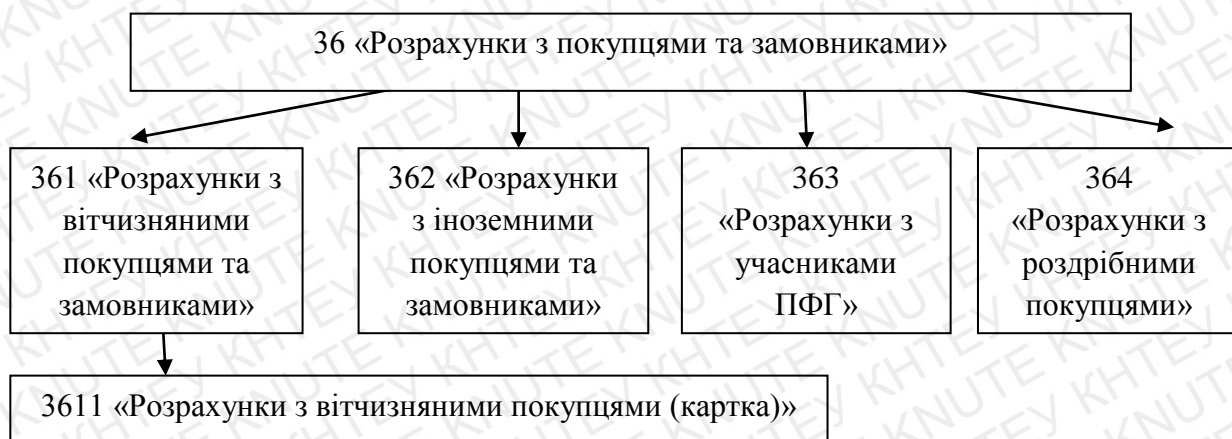 36 «Розрахунки з покупцями та замовниками»
361 «Розрахунки з
вітчизняними
покупцями та
замовниками»
362 «Розрахунки
з іноземними
покупцями та
замовниками»
363
«Розрахунки з
учасниками
ПФГ»
364
«Розрахунки з
роздрібними
покупцями»
3611 «Розрахунки з вітчизняними покупцями (картка)»